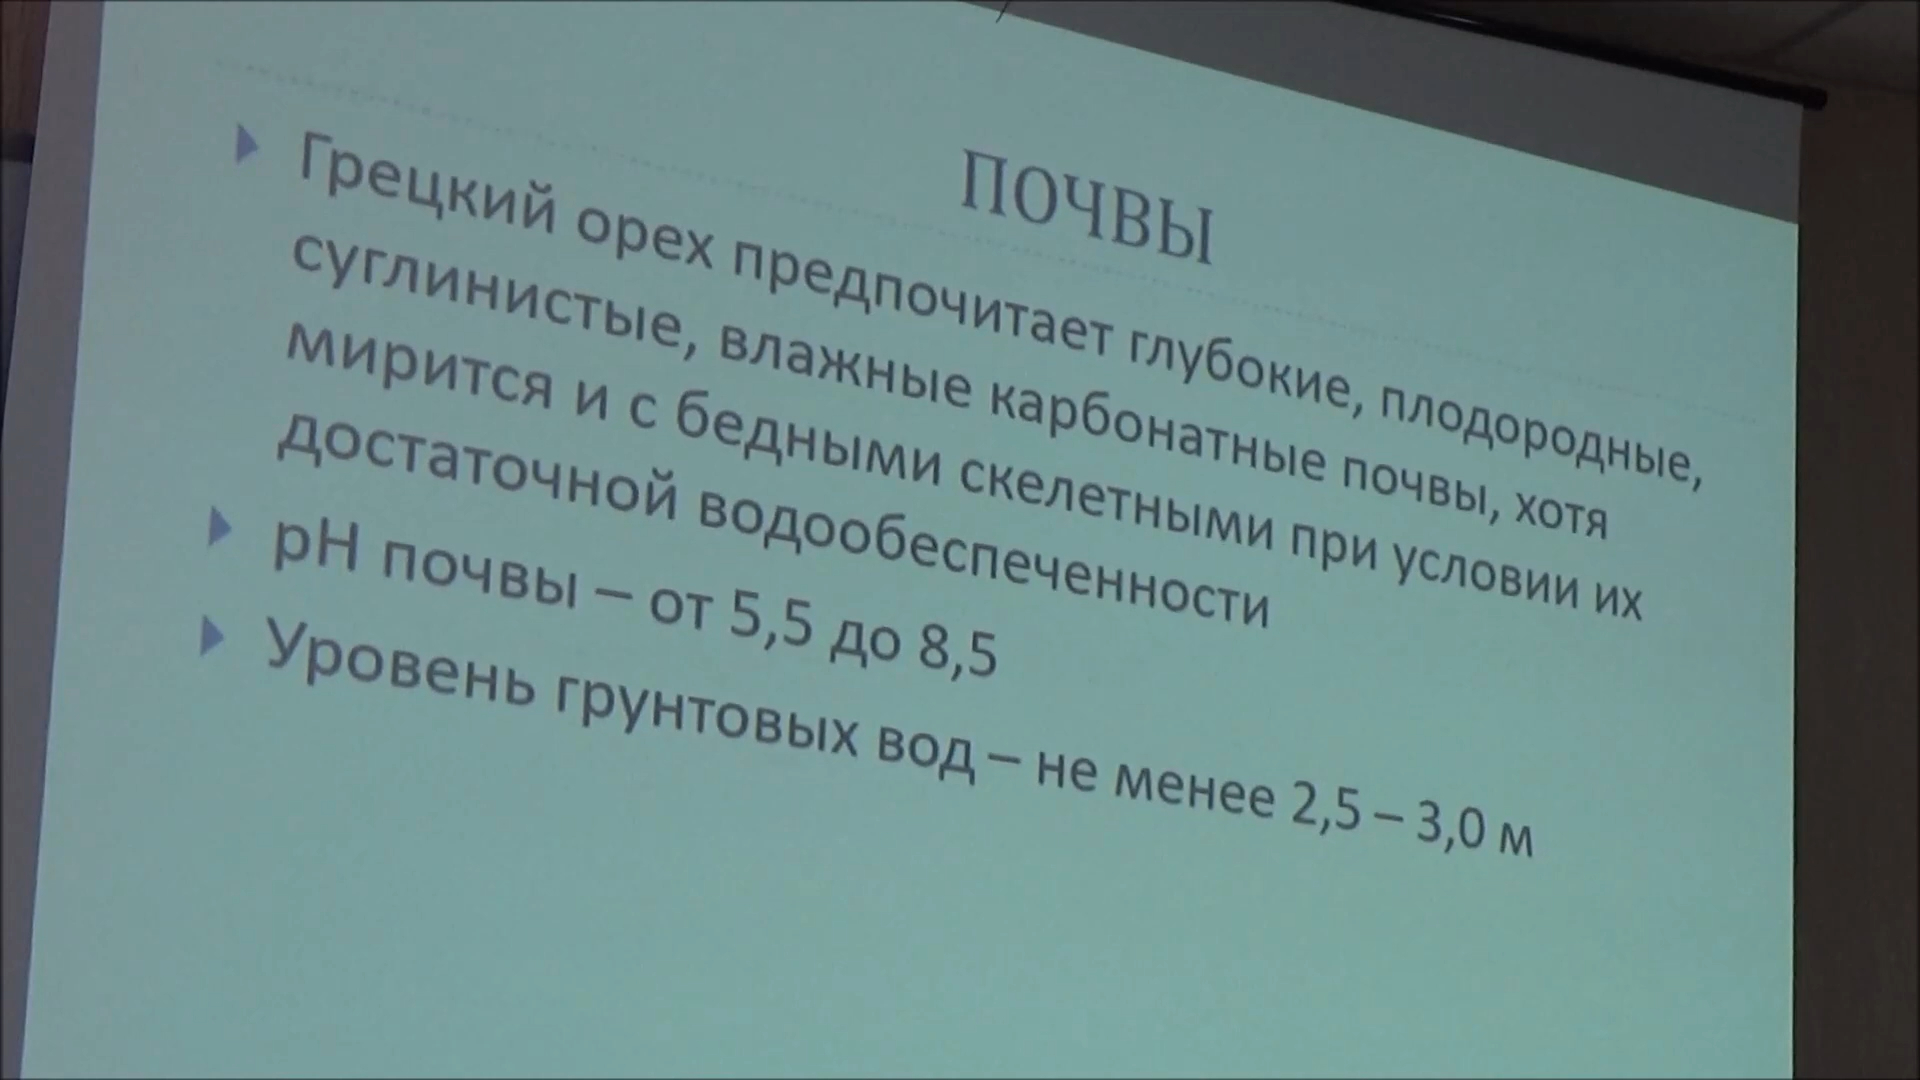 ПОЧВЫ
Грецкий орех предпочитает глубокие, плодородные,
суглинистые, влажные карбонатные почвы, хотя
мирится и с бедными скелетными при условии их
достаточной водообеспеченности
рН почвы – от 5,5 до 8,5
Уровень грунтовых вод – не менее 2,5 – 3,0 м